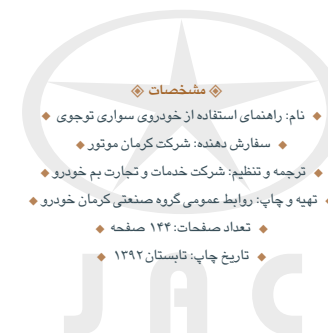 مشخصات
نام: راهنمای استفاده از خودروی سواری توجوی
سفارش دهنده: شرکت کرمان موتور
ترجمه و تنظیم: شرکت خدمات و تجارت بم خودرو
تهیه و چاپ: روابط عمومی گروه صنعتی کرمان خودرو
تعداد صفحات: ۱۴۴ صفحه
تاریخ چاپ: تابستان ۱۳۹۲
JAC